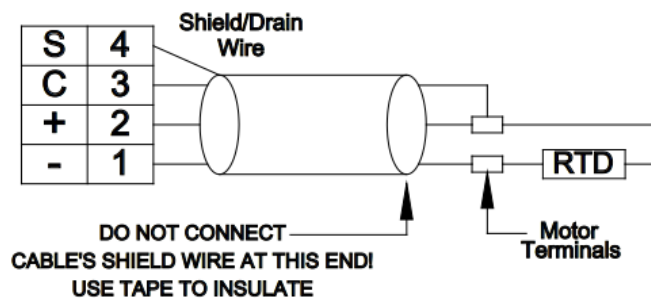 Shield/Drain
Wire
S 4
C 3
+ 2
- 1
RTD
DO NOT CONNECT
CABLE'S SHIELD WIRE AT THIS END!
USE TAPE TO INSULATE
Motor
Terminals